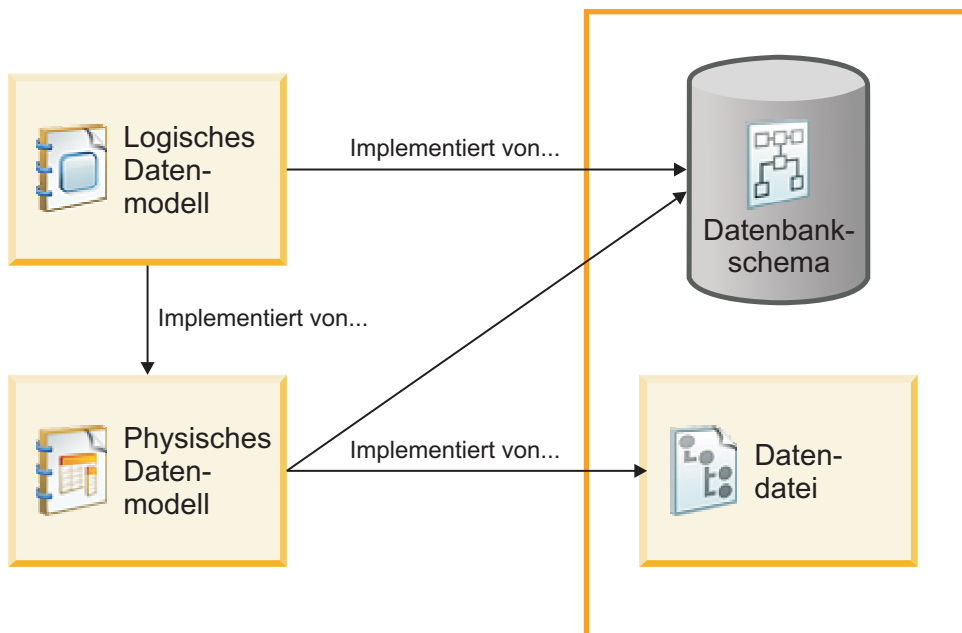 Logisches
Daten-
modell
Implementiert von...
Datenbank-
schema
Implementiert von...
Physisches
Daten-
modell
Implementiert von...
Daten-
datei